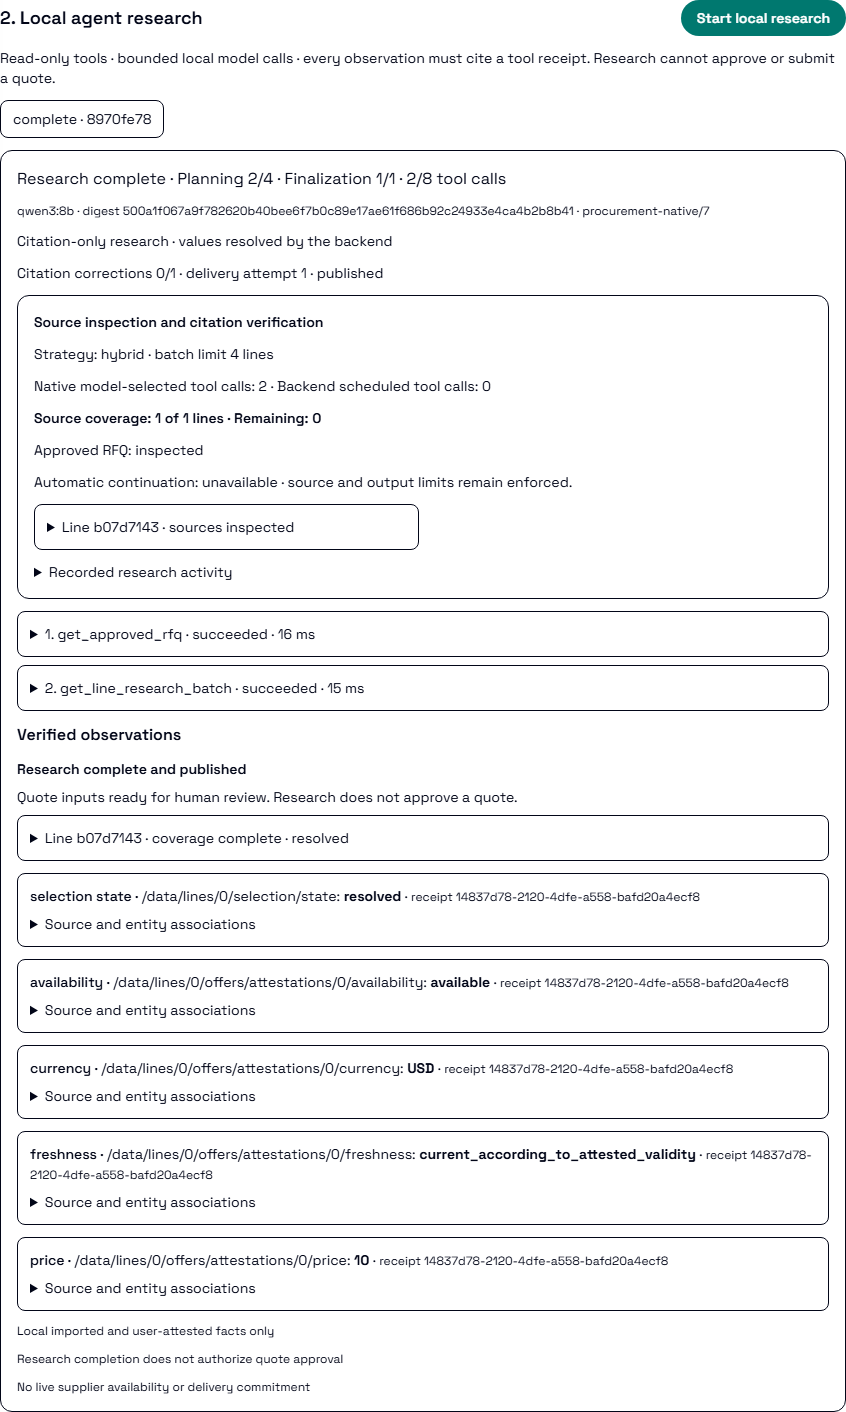 2. Local agent research
Start local research
Read-only tools · bounded local model calls · every observation must cite a tool receipt. Research cannot approve or submit
a quote.
complete · 8970fe78
Research complete · Planning 2/4 · Finalization 1/1 · 2/8 tool calls
qwen3:8b · digest 500a1f067a9f782620b40bee6f7b0c89e17ae61f686b92c24933e4ca4b2b8b41 · procurement-native/7
Citation-only research · values resolved by the backend
Citation corrections 0/1 · delivery attempt 1 · published
Source inspection and citation verification
Strategy: hybrid · batch limit 4 lines
Native model-selected tool calls: 2 · Backend scheduled tool calls: 0
Source coverage: 1 of 1 lines · Remaining: 0
Approved RFQ: inspected
Automatic continuation: unavailable · source and output limits remain enforced.
▶ Line b07d7143 · sources inspected
▶ Recorded research activity
▶ 1. get_approved_rfq · succeeded · 16 ms
▶ 2. get_line_research_batch · succeeded · 15 ms
Verified observations
Research complete and published
Quote inputs ready for human review. Research does not approve a quote.
▶ Line b07d7143 · coverage complete · resolved
selection state · /data/lines/0/selection/state: resolved · receipt 14837d78-2120-4dfe-a558-bafd20a4ecf8
▶ Source and entity associations
availability · /data/lines/0/offers/attestations/0/availability: available · receipt 14837d78-2120-4dfe-a558-bafd20a4ecf8
▶ Source and entity associations
currency · /data/lines/0/offers/attestations/0/currency: USD · receipt 14837d78-2120-4dfe-a558-bafd20a4ecf8
▶ Source and entity associations
freshness · /data/lines/0/offers/attestations/0/freshness: current_according_to_attested_validity · receipt 14837d78-
2120-4dfe-a558-bafd20a4ecf8
▶ Source and entity associations
price · /data/lines/0/offers/attestations/0/price: 10 · receipt 14837d78-2120-4dfe-a558-bafd20a4ecf8
▶ Source and entity associations
Local imported and user-attested facts only
Research completion does not authorize quote approval
No live supplier availability or delivery commitment